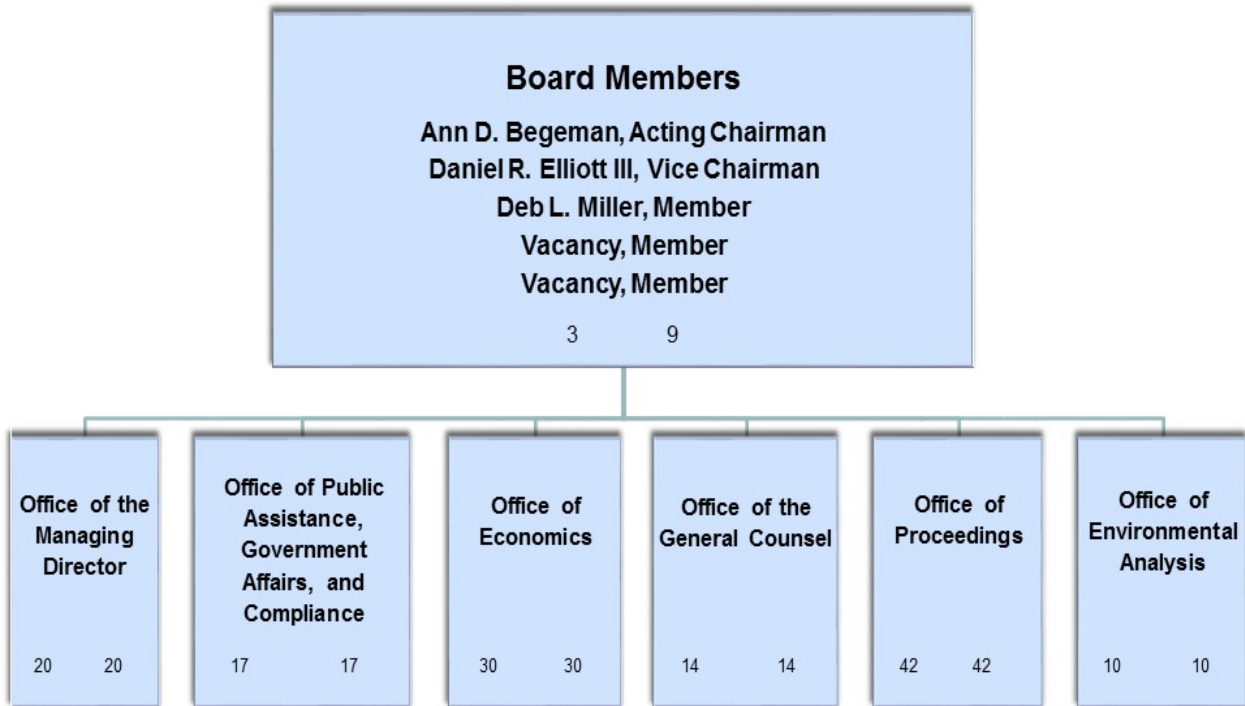 Board Members
Ann D. Begeman, Acting Chairman
Daniel R. Elliott III, Vice Chairman
Deb L. Miller, Member
Vacancy, Member
Vacancy, Member
3 9
Office of the
Managing
Director
20 20
Office of Public
Assistance,
Government
Affairs, and
Compliance
17 17
Office of
Economics
30 30
Office of the
General Counsel
14 14
Office of
Proceedings
42 42
Office of
Environmental
Analysis
10 10